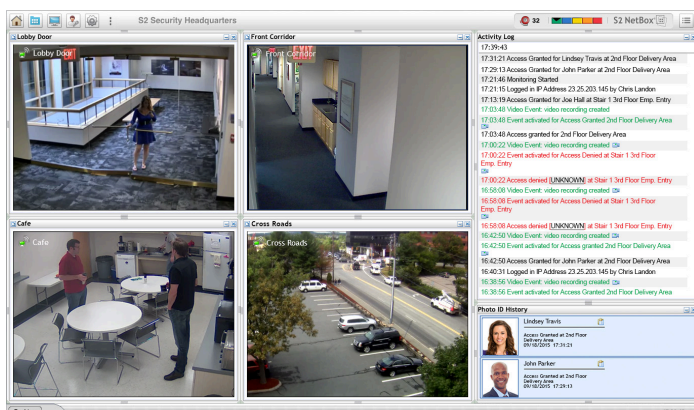 S2 Security Headquarters
32
S2 NetBox
Lobby Door
Lobby Door
Front Corridor
Front Corridor
EXIT
Cafe
Cafe
Cross Roads
Cross Roads
Activity Log
17:39:43
17:31:21 Access Granted for Lindsey Travis at 2nd Floor Delivery Area
17:29:13 Access Granted for John Parker at 2nd Floor Delivery Area
17:21:46 Monitoring Started
17:21:15 Logged in IP Address 23.25.203.145 by Chris Landon
17:13:19 Access Granted for Joe Hall at Stair 1 3rd Floor Emp. Entry
17:03:48 Video Event: video recording created
17:03:48 Event activated for Access Granted 2nd Floor Delivery Area
17:03:48 Access granted for 2nd Floor Delivery Area
17:00:22 Video Event: video recording created
17:00:22 Event activated for Access Denied at Stair 1 3rd Floor
Emp. Entry
17:00:22 Access denied [UNKNOWN] at Stair 1 3rd Floor Emp. Entry
16:58:08 Video Event: video recording created
16:58:08 Event activated for Access Denied at Stair 1 3rd Floor
Emp. Entry
16:58:08 Access denied [UNKNOWN] at Stair 1 3rd Floor Emp. Entry
16:42:50 Video Event: video recording created
16:42:50 Event activated for Access granted 2nd Floor Delivery Area
16:42:50 Access Granted for John Parker at 2nd Floor Delivery Area
16:40:31 Logged in IP Address 23.25.203.145 by Chris Landon
16:38:56 Video Event: video recording created
16:38:56 Event activated for Access Granted 2nd Floor Delivery Area
Photo ID History
Lindsey Travis
Access Granted at 2nd Floor
Delivery Area
09/18/2015 17:31:21
John Parker
Access Granted at 2nd Floor
Delivery Area
09/18/2015 17:29:13